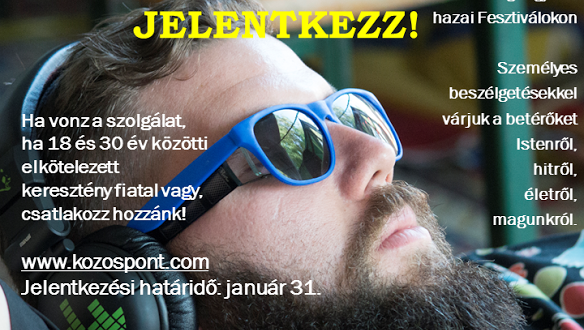 JELENTKEZZ!
hazai Fesztiválokon
Személyes
beszélgetésekkel
várjuk a betérőket
Istenről,
hitről,
életről,
magunkról.
Ha vonz a szolgálat,
ha 18 és 30 év közötti
elkötelezett
keresztény fiatal vagy,
csatlakozz hozzánk!
www.kozospont.com
Jelentkezési határidő: január 31.